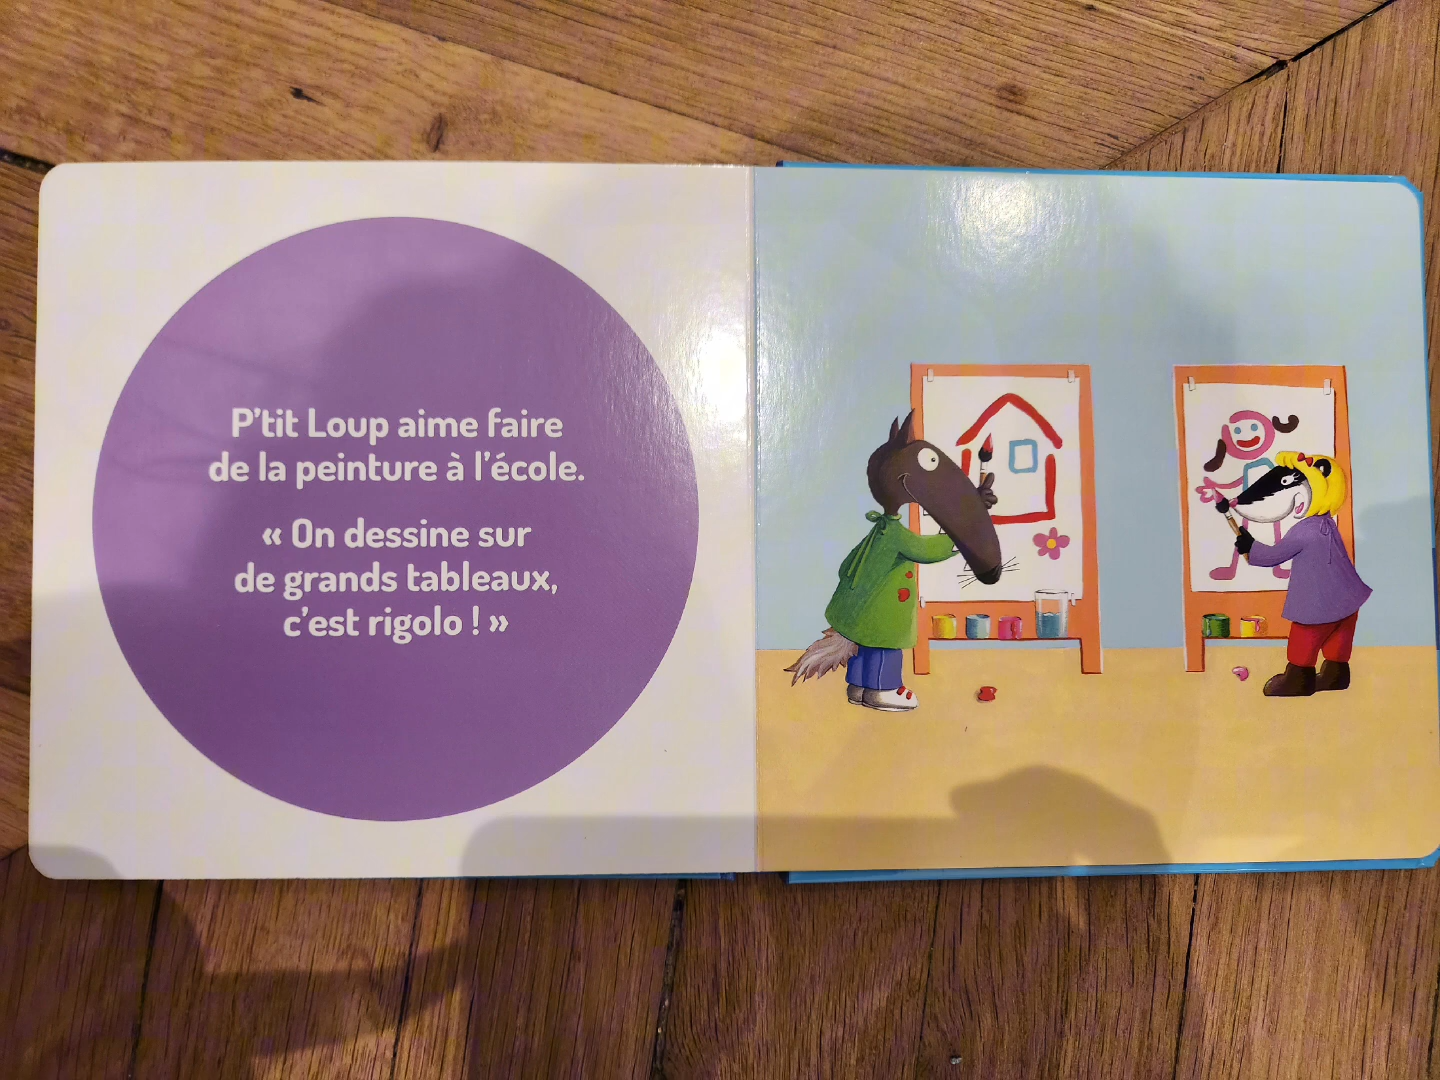 P'tit Loup aime faire
de la peinture à l'école.
« On dessine sur
de grands tableaux,
c'est rigolo ! »